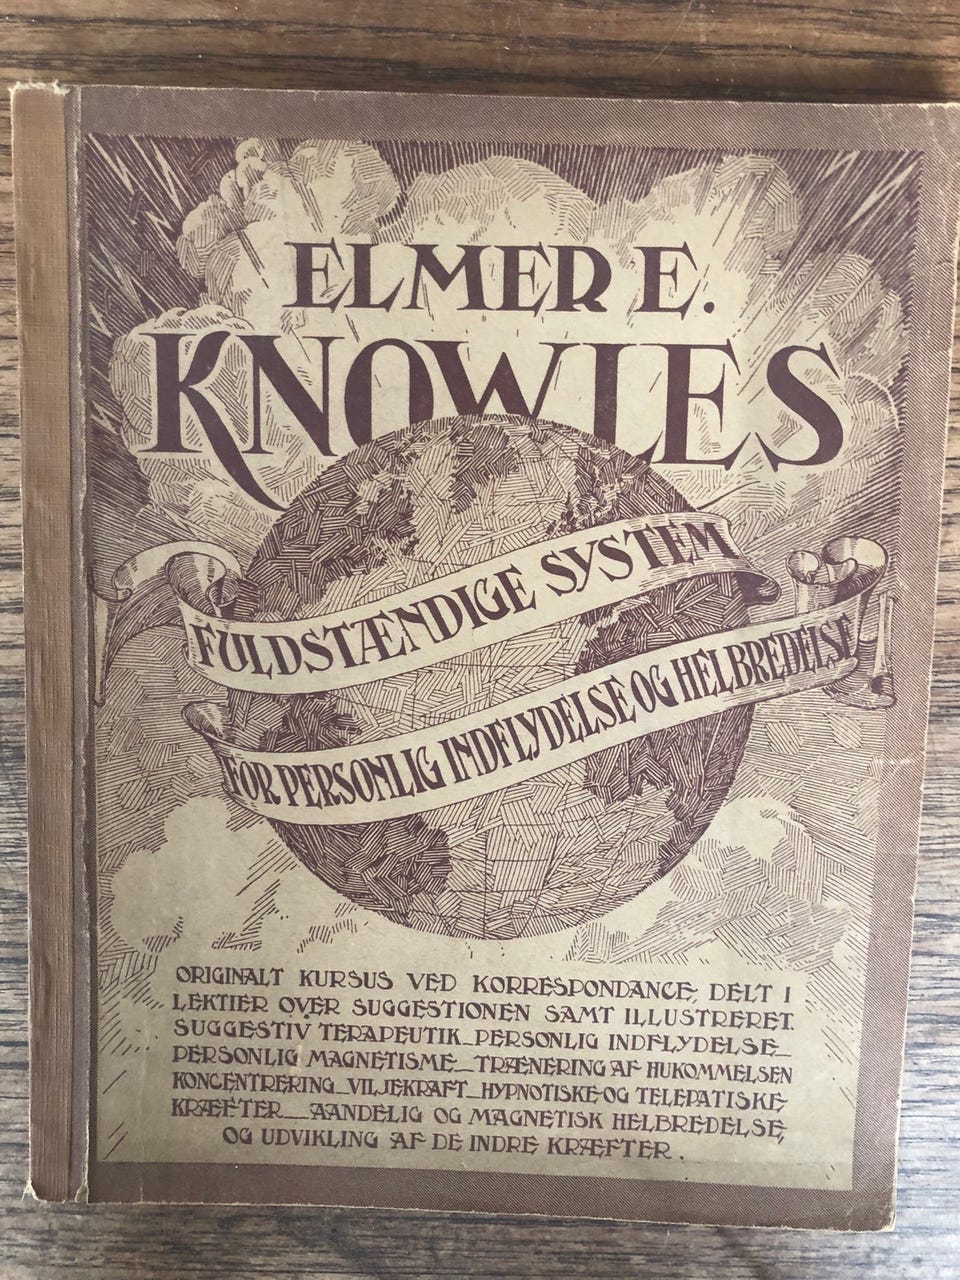 ELMER E.
KNOWLES
FULDSTÆNDIGE SYSTEM
FOR PERSONLIG INDFLYDELSE OG HELBREDELSE
ORIGINALT KURSUS VED KORRESPONDANCE, DELT I
LEKTIER OVER SUGGESTIONEN SAMT ILLUSTRERET.
SUGGESTIV TERAPEUTIK_PERSONLIG INDFLYDELSE_
PERSONLIG MAGNETISME_TRÆNERING AF HUKOMMELSEN
KONCENTRERING_VILJEKRAFT_HYPNOTISKE OG TELEPATISKE
KRÆFTER_AANDELIG OG MAGNETISK HELBREDELSE,
OG UDVIKLING AF DE INDRE KRÆFTER.